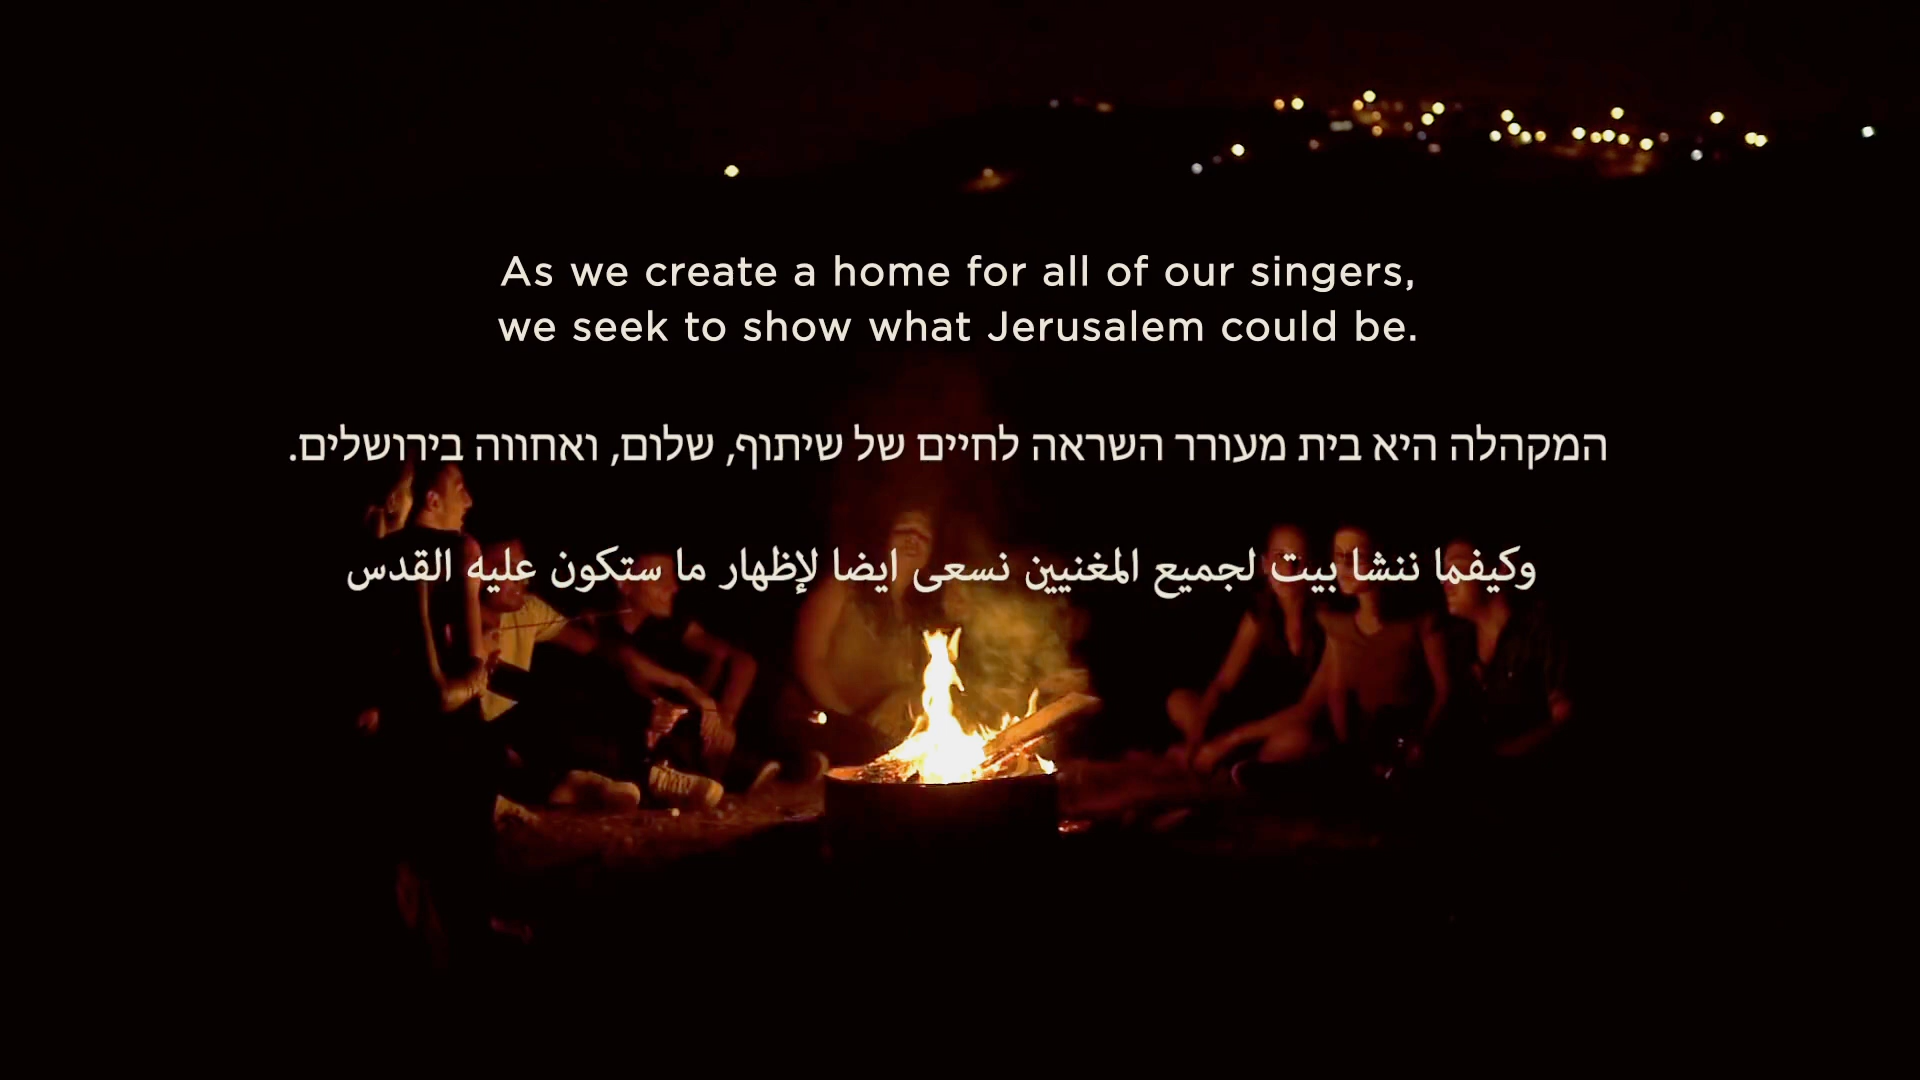 As we create a home for all of our singers,
we seek to show what Jerusalem could be.
המקהלה היא בית מעורר השראה לחיים של שיתוף, שלום, ואחווה בירושלים.
وكيفما ننشا بيت لجميع المغنيين نسعى ايضا لإظهار ما ستكون عليه القدس